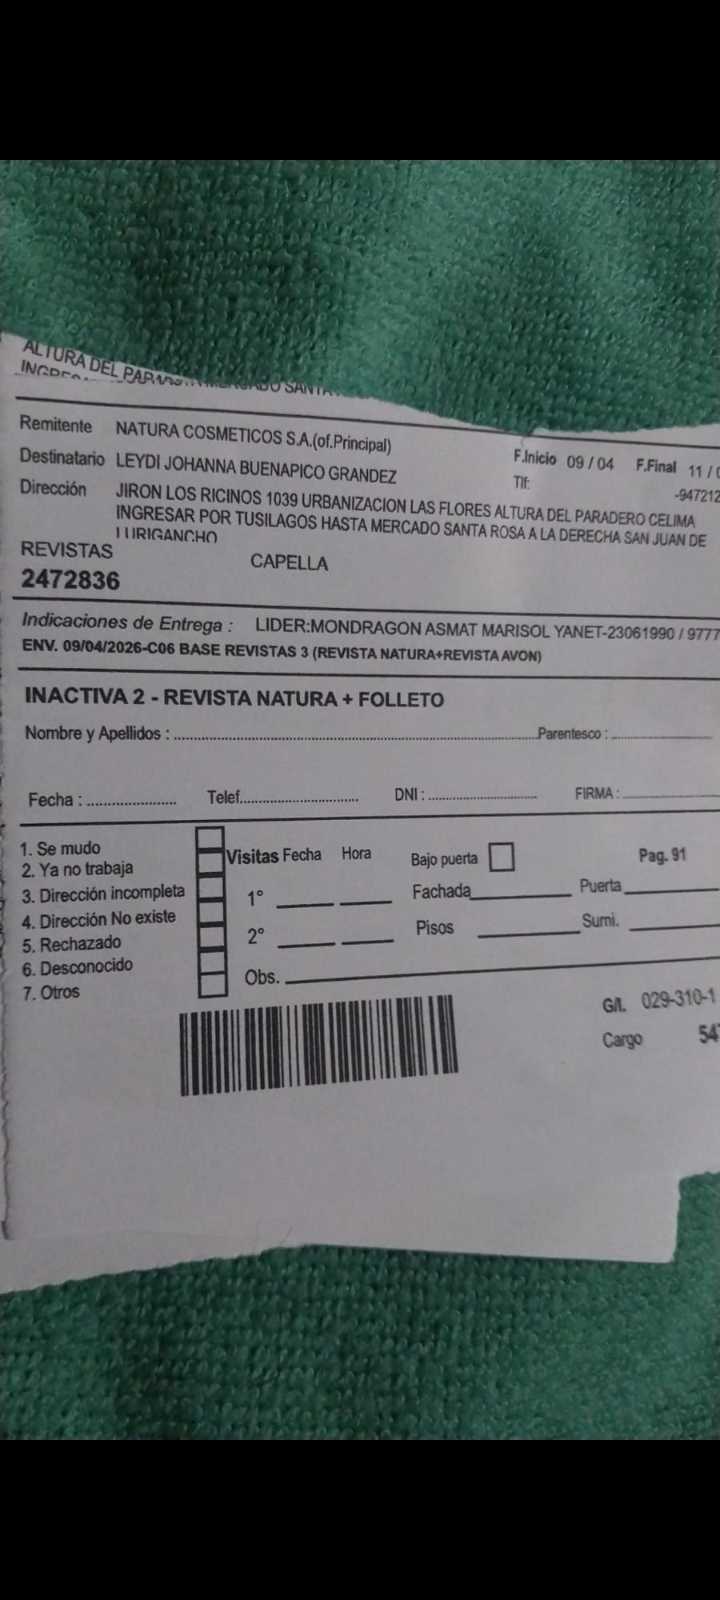 ALTURA DEL
Remitente NATURA COSMETICOS S.A.(of.Principal)
F.Inicio 09 / 04 F.Final 11 /
Destinatario LEYDI JOHANNA BUENAPICO GRANDEZ
Tlf: -947212
Dirección JIRON LOS RICINOS 1039 URBANIZACION LAS FLORES ALTURA DEL PARADERO CELIMA
INGRESAR POR TUSILAGOS HASTA MERCADO SANTA ROSA A LA DERECHA SAN JUAN DE
LURIGANCHO
REVISTAS CAPELLA
2472836
Indicaciones de Entrega : LIDER:MONDRAGON ASMAT MARISOL YANET-23061990 / 9777
ENV. 09/04/2026-C06 BASE REVISTAS 3 (REVISTA NATURA+REVISTA AVON)
INACTIVA 2 - REVISTA NATURA + FOLLETO
Nombre y Apellidos : Parentesco :
Fecha : Telef. DNI : FIRMA :
1. Se mudo
2. Ya no trabaja
3. Dirección incompleta
4. Dirección No existe
5. Rechazado
6. Desconocido
7. Otros
Visitas Fecha Hora Bajo puerta Pag. 91
1° Fachada Puerta
2° Pisos Sumi.
Obs.
G/L. 029-310-1
Cargo 54